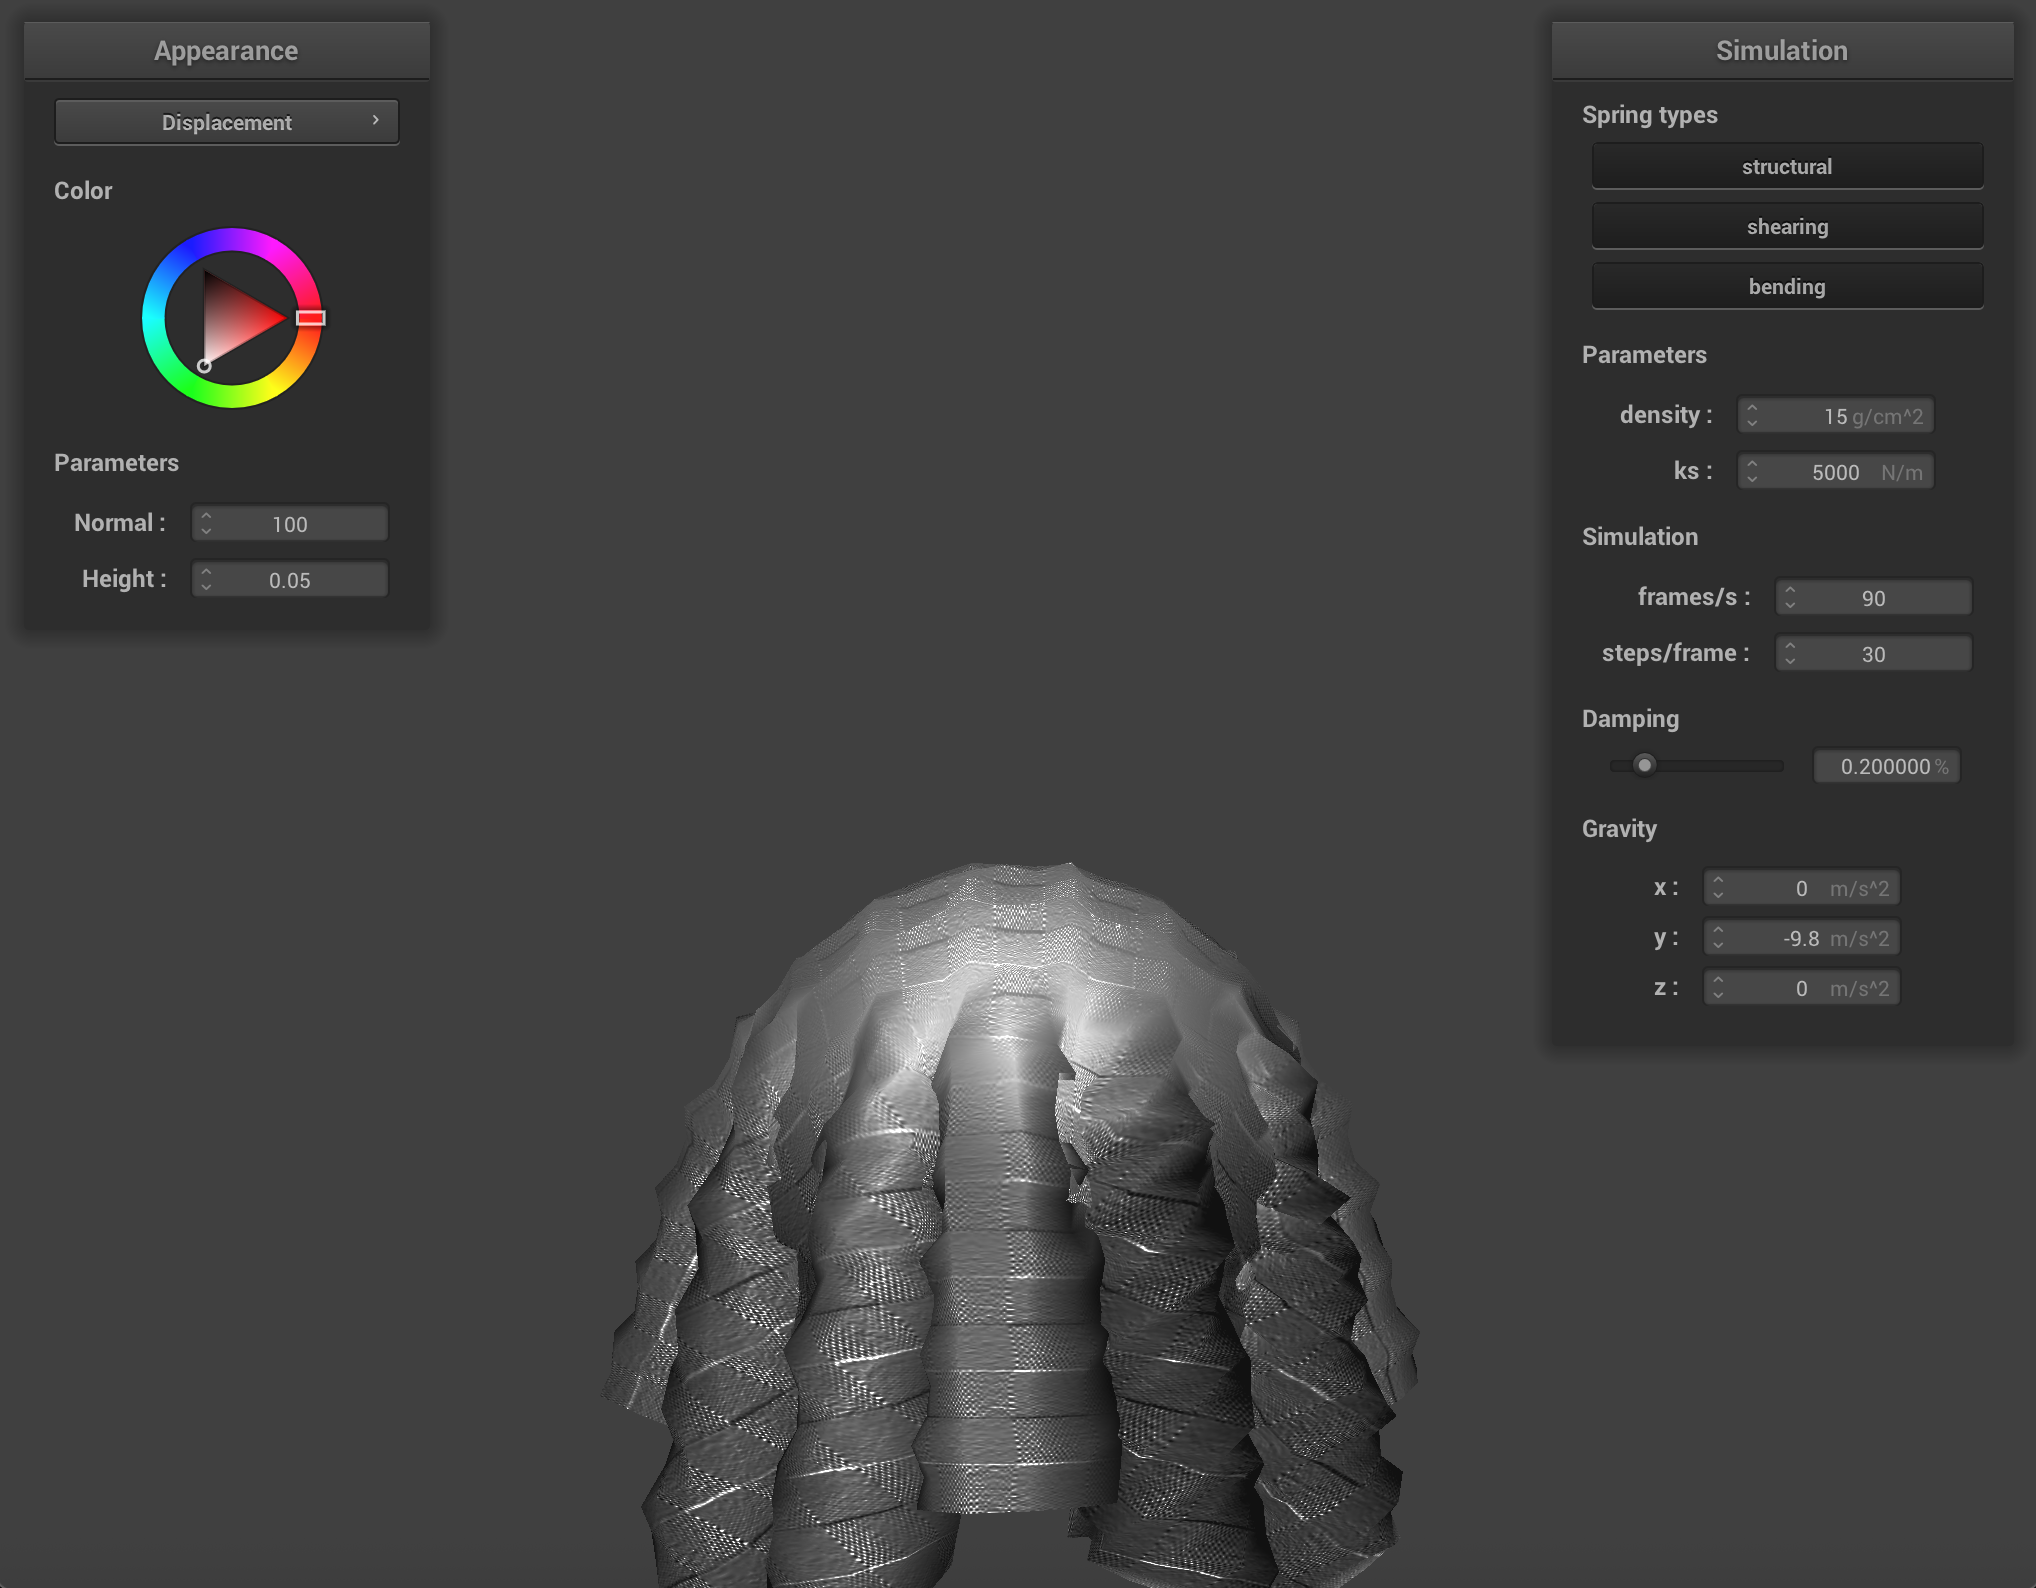 Appearance
Displacement
Color
Parameters
Normal : 100
Height : 0.05
Simulation
Spring types
structural
shearing
bending
Parameters
density : 15 g/cm^2
ks : 5000 N/m
Simulation
frames/s : 90
steps/frame : 30
Damping
0.200000 %
Gravity
x : 0 m/s^2
y : -9.8 m/s^2
z : 0 m/s^2